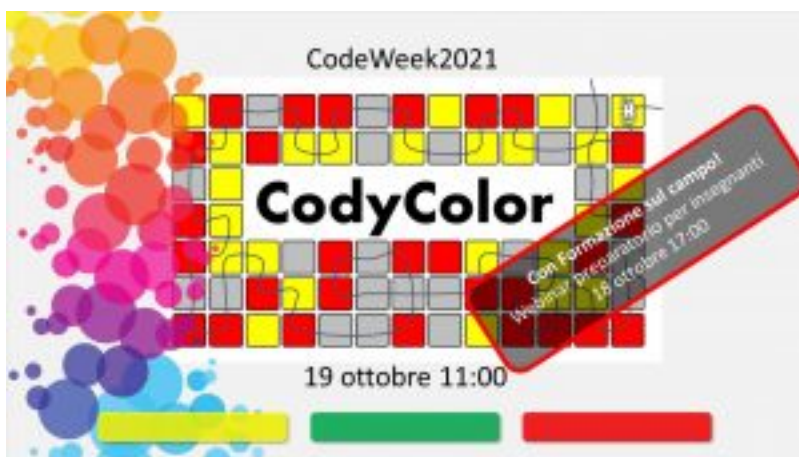 CodeWeek2021
CodyColor
Con Formazione sul campo!
Webinar preparatorio per insegnanti
18 ottobre 17:00
19 ottobre 11:00